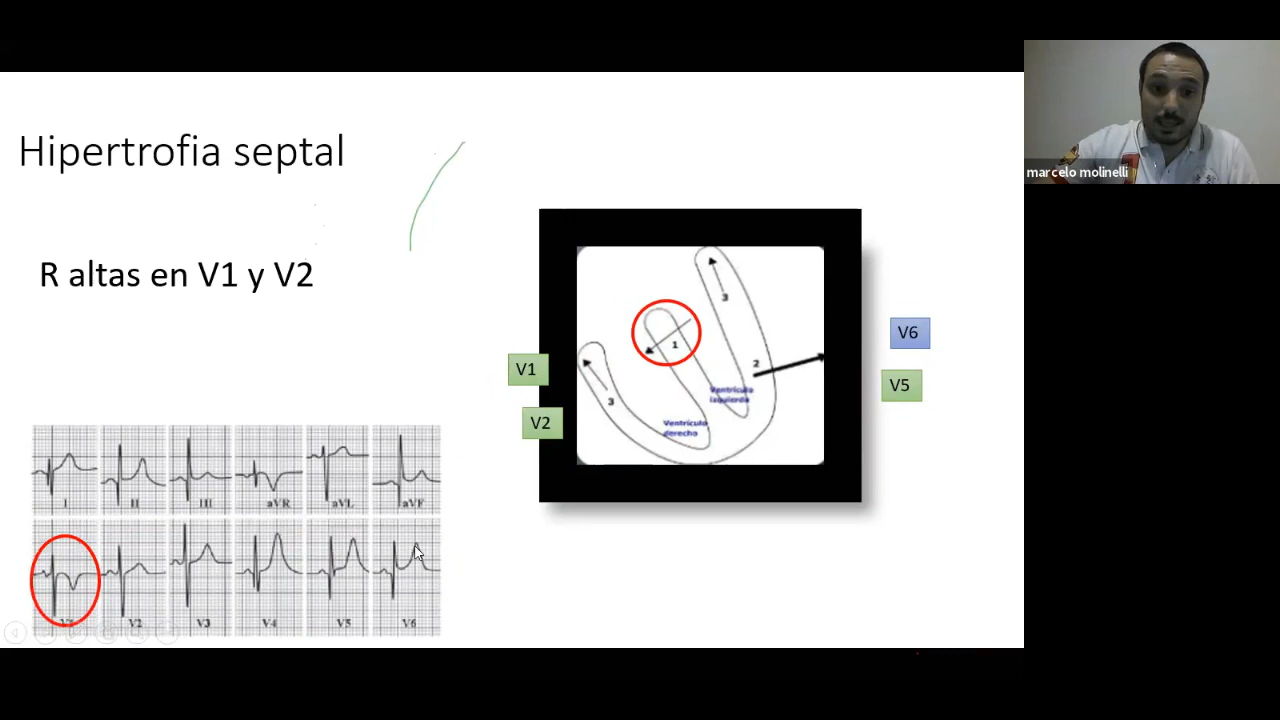 Hipertrofia septal
R altas en V1 y V2
marcelo molinelli
3
1
2
3
Ventrículo
izquierdo
Ventrículo
derecho
V1
V2
V6
V5
I
II
III
aVR
aVL
aVF
V1
V2
V3
V4
V5
V6